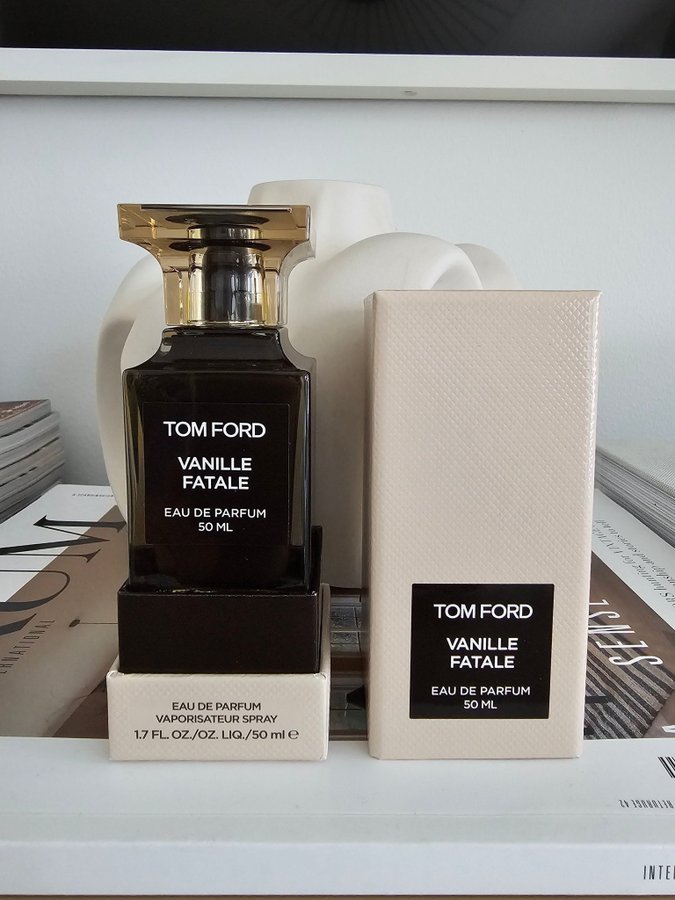 TOM FORD
VANILLE
FATALE
EAU DE PARFUM
50 ML
EAU DE PARFUM
VAPORISATEUR SPRAY
1.7 FL. OZ./OZ. LIQ./50 ml ℮
TOM FORD
VANILLE
FATALE
EAU DE PARFUM
50 ML
SENSE